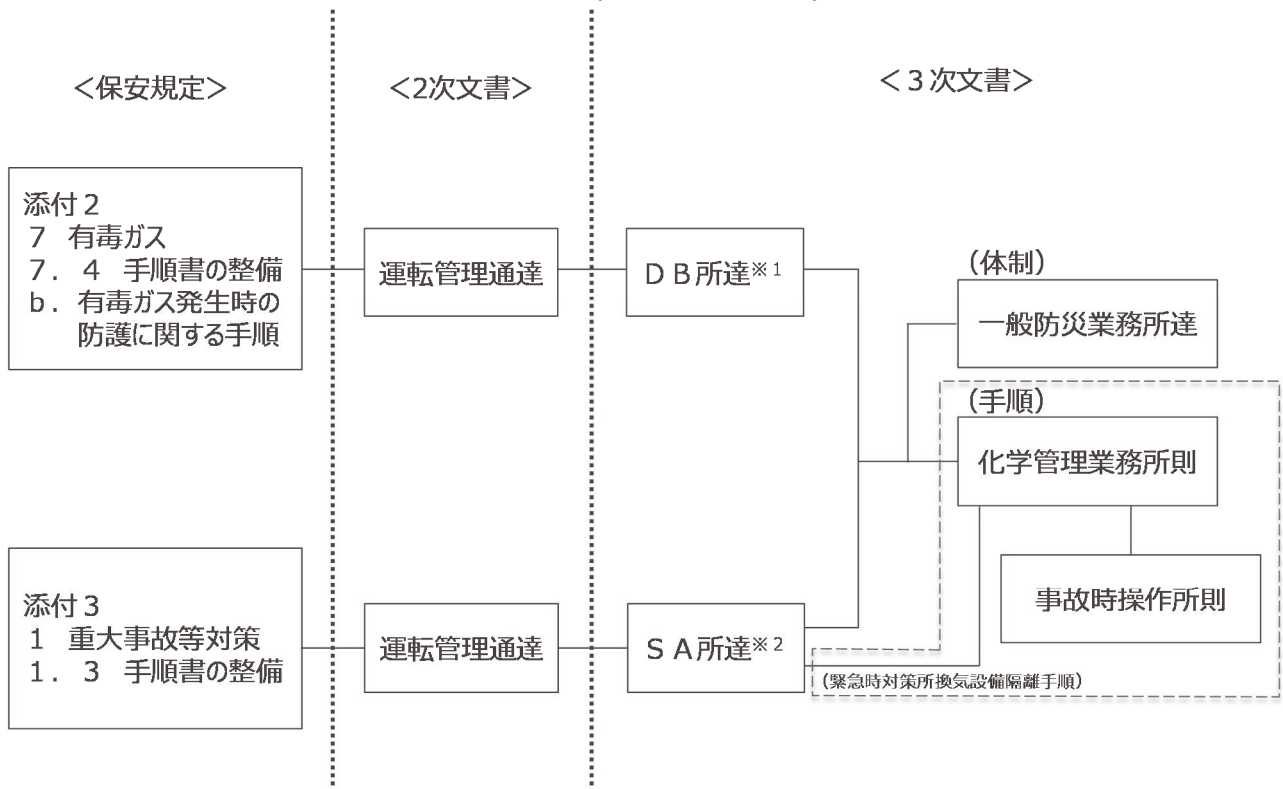 <保安規定>
<2次文書>
<3次文書>
添付2
7 有毒ガス
7.4 手順書の整備
b.有毒ガス発生時の
防護に関する手順
運転管理通達
DB所達※1
(体制)
一般防災業務所達
(手順)
化学管理業務所則
事故時操作所則
添付3
1 重大事故等対策
1.3 手順書の整備
運転管理通達
SA所達※2
(緊急時対策所換気設備隔離手順)